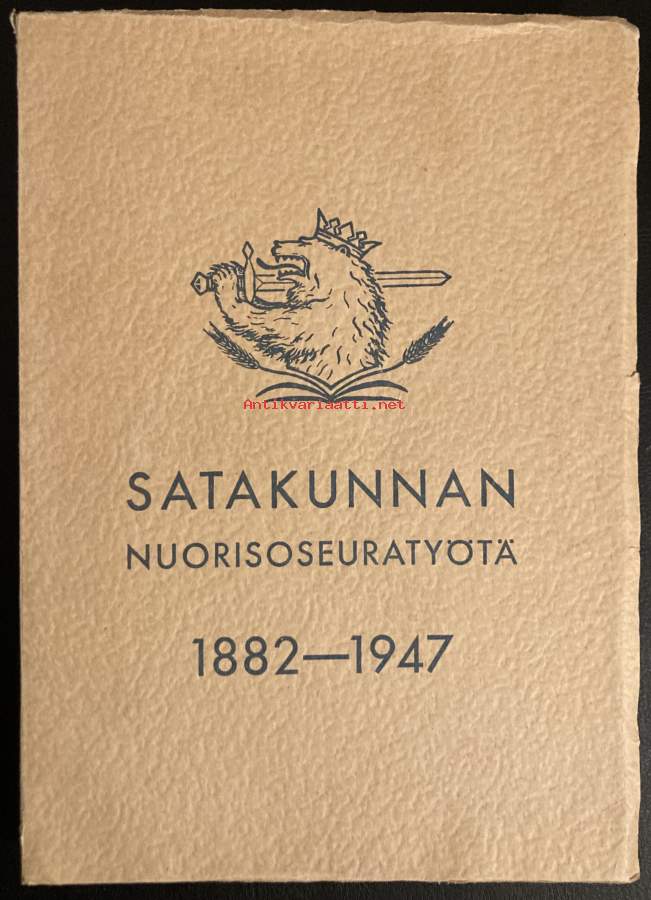 Antikvariaatti.net
SATAKUNNAN
NUORISOSEURATYÖTÄ
1882—1947